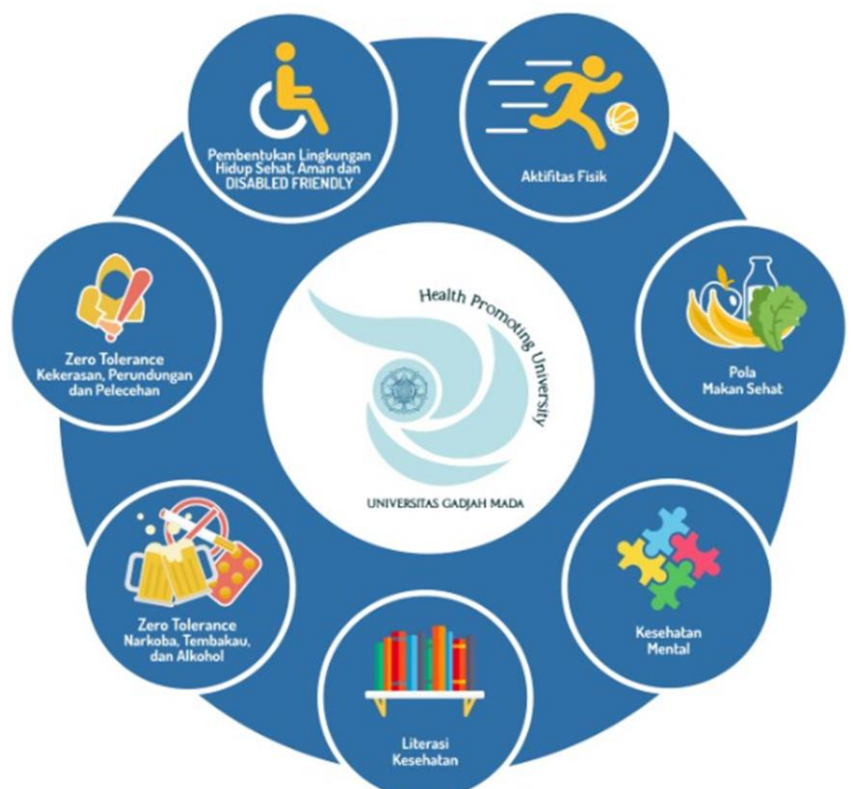 Pembentukan Lingkungan
Hidup Sehat, Aman dan
DISABLED FRIENDLY
Aktifitas Fisik
Zero Tolerance
Kekerasan, Perundungan
dan Pelecehan
Health Promoting University
UNIVERSITAS GADJAH MADA
Pola
Makan Sehat
Zero Tolerance
Narkoba, Tembakau,
dan Alkohol
Kesehatan
Mental
Literasi
Kesehatan